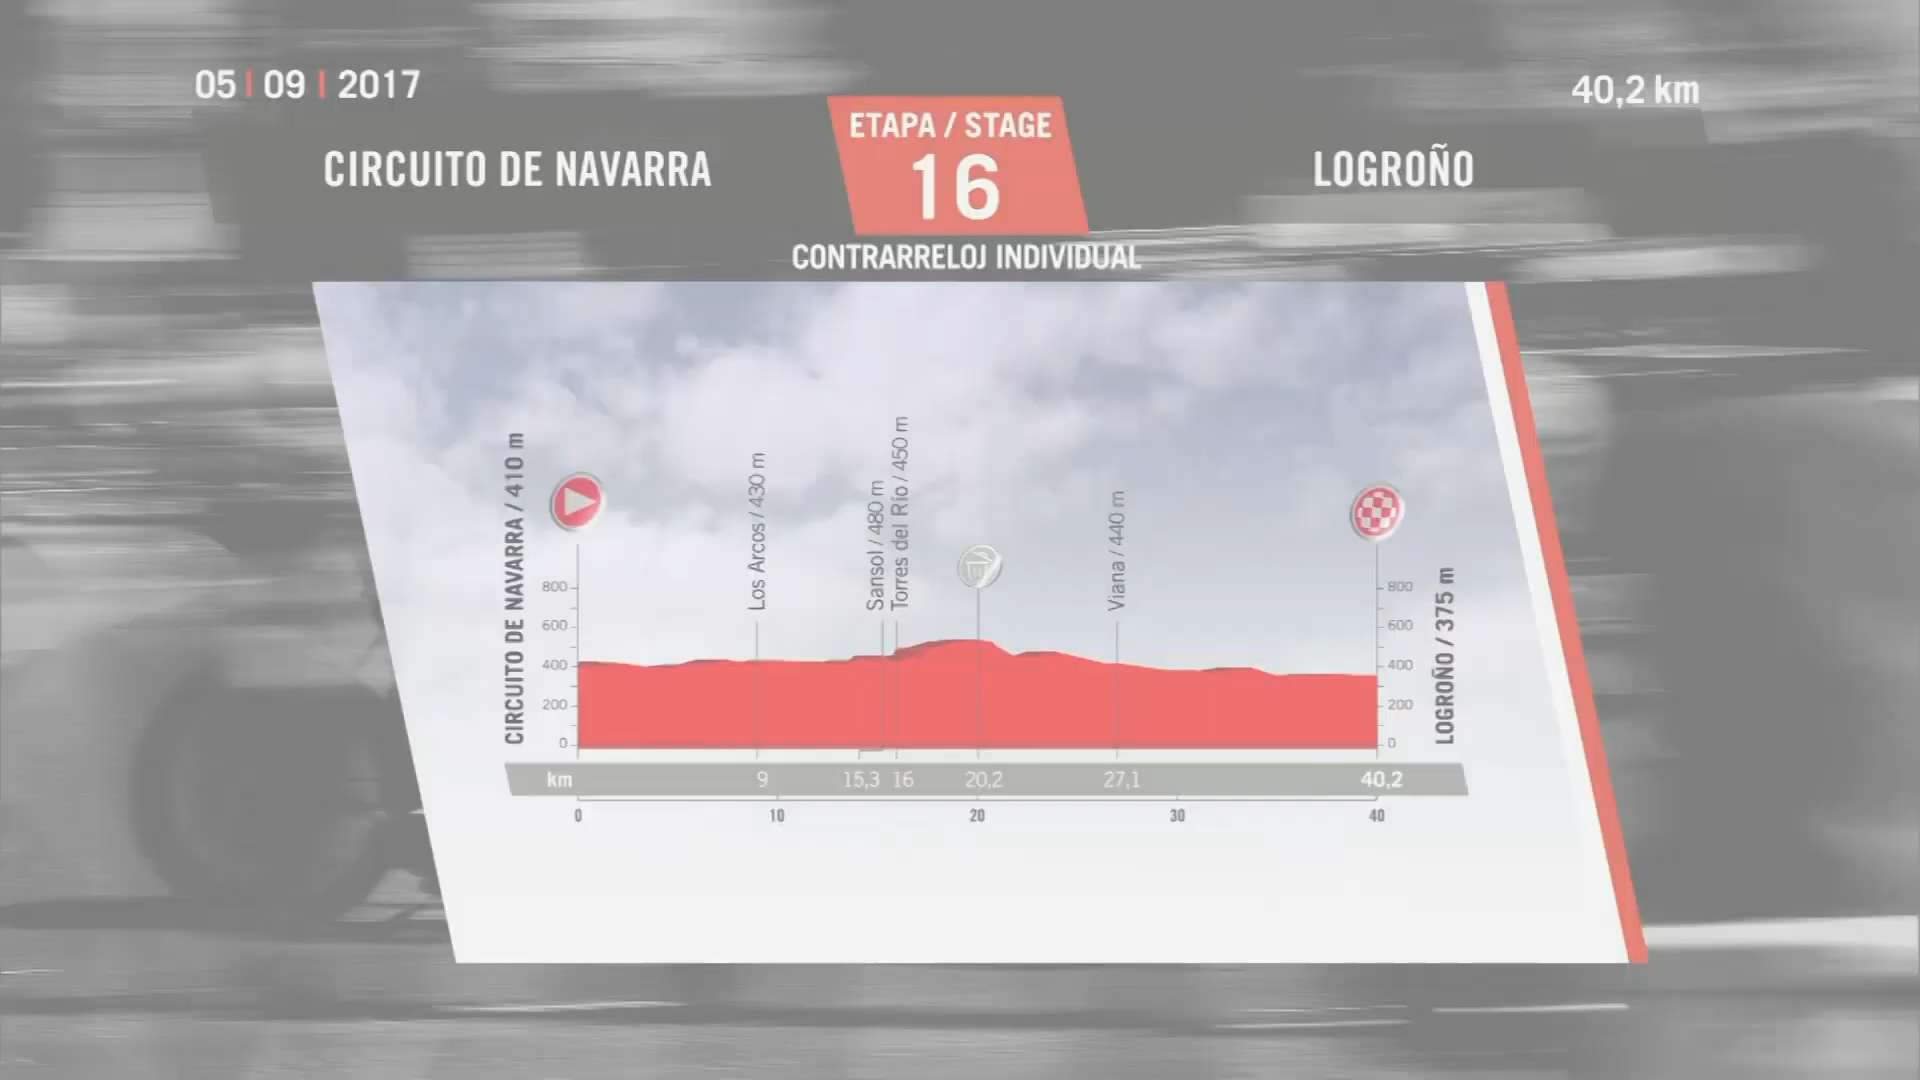 05 | 09 | 2017
40,2 km
ETAPA / STAGE
16
CIRCUITO DE NAVARRA
LOGROÑO
CONTRARRELOJ INDIVIDUAL
CIRCUITO DE NAVARRA / 410 m
Los Arcos / 430 m
Sansol / 480 m
Torres del Río / 450 m
Viana / 440 m
LOGROÑO / 375 m
800
600
400
200
0
800
600
400
200
0
km 9 15,3 16 20,2 27,1 40,2
0 10 20 30 40